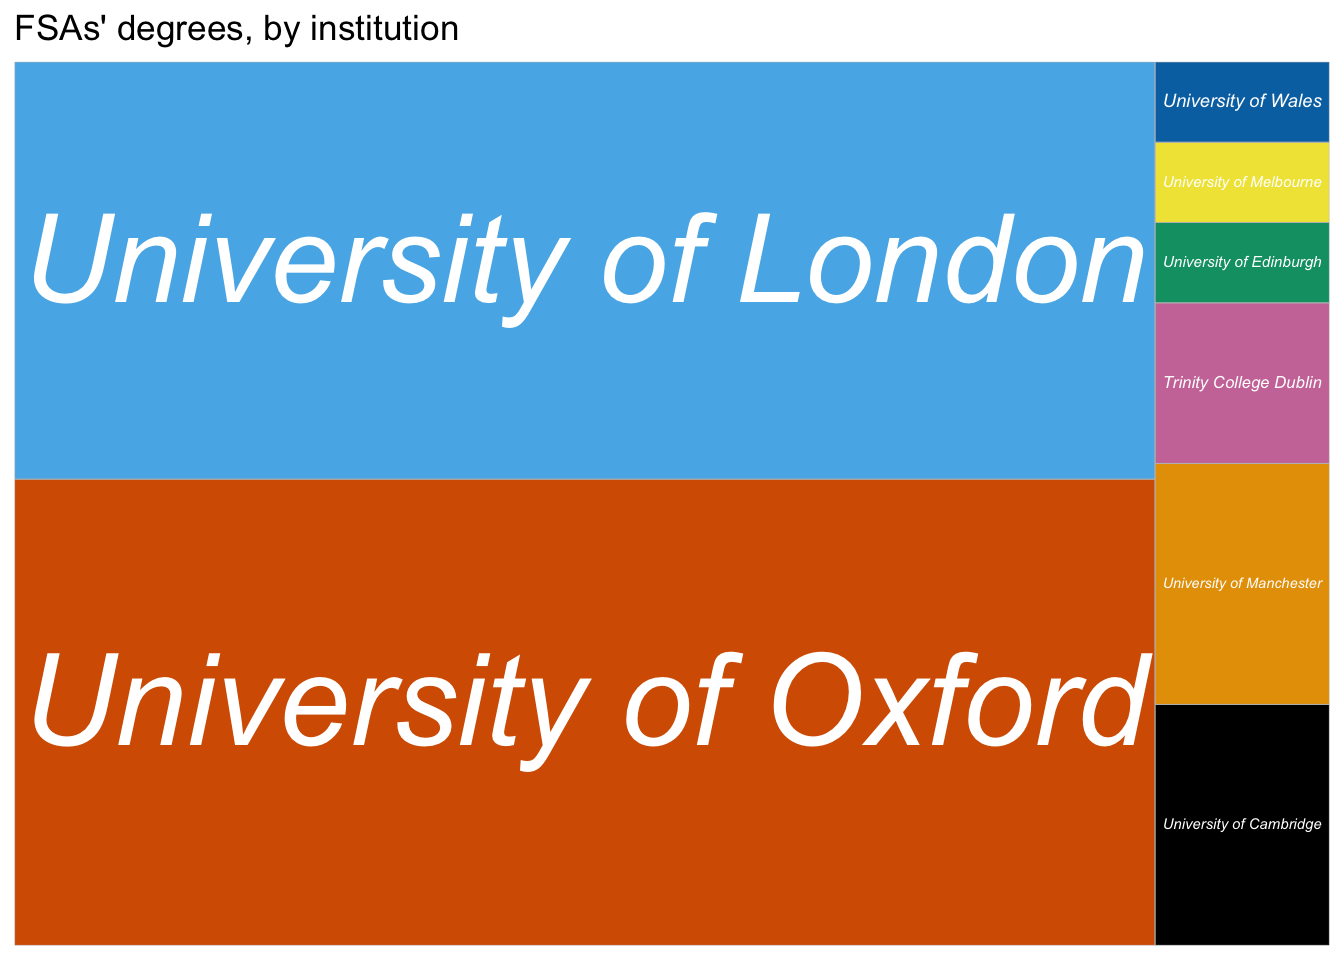 FSAs' degrees, by institution
University of London
University of Oxford
University of Wales
University of Melbourne
University of Edinburgh
Trinity College Dublin
University of Manchester
University of Cambridge